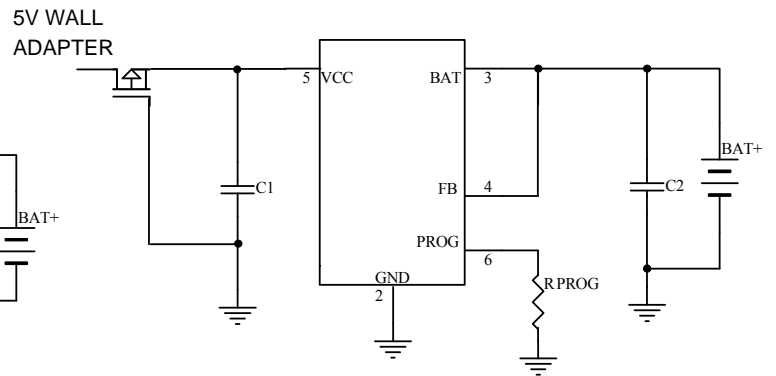 5V WALL
ADAPTER
5 VCC
BAT 3
FB 4
PROG
6
GND
2
C1
R PROG
C2
BAT+
BAT+